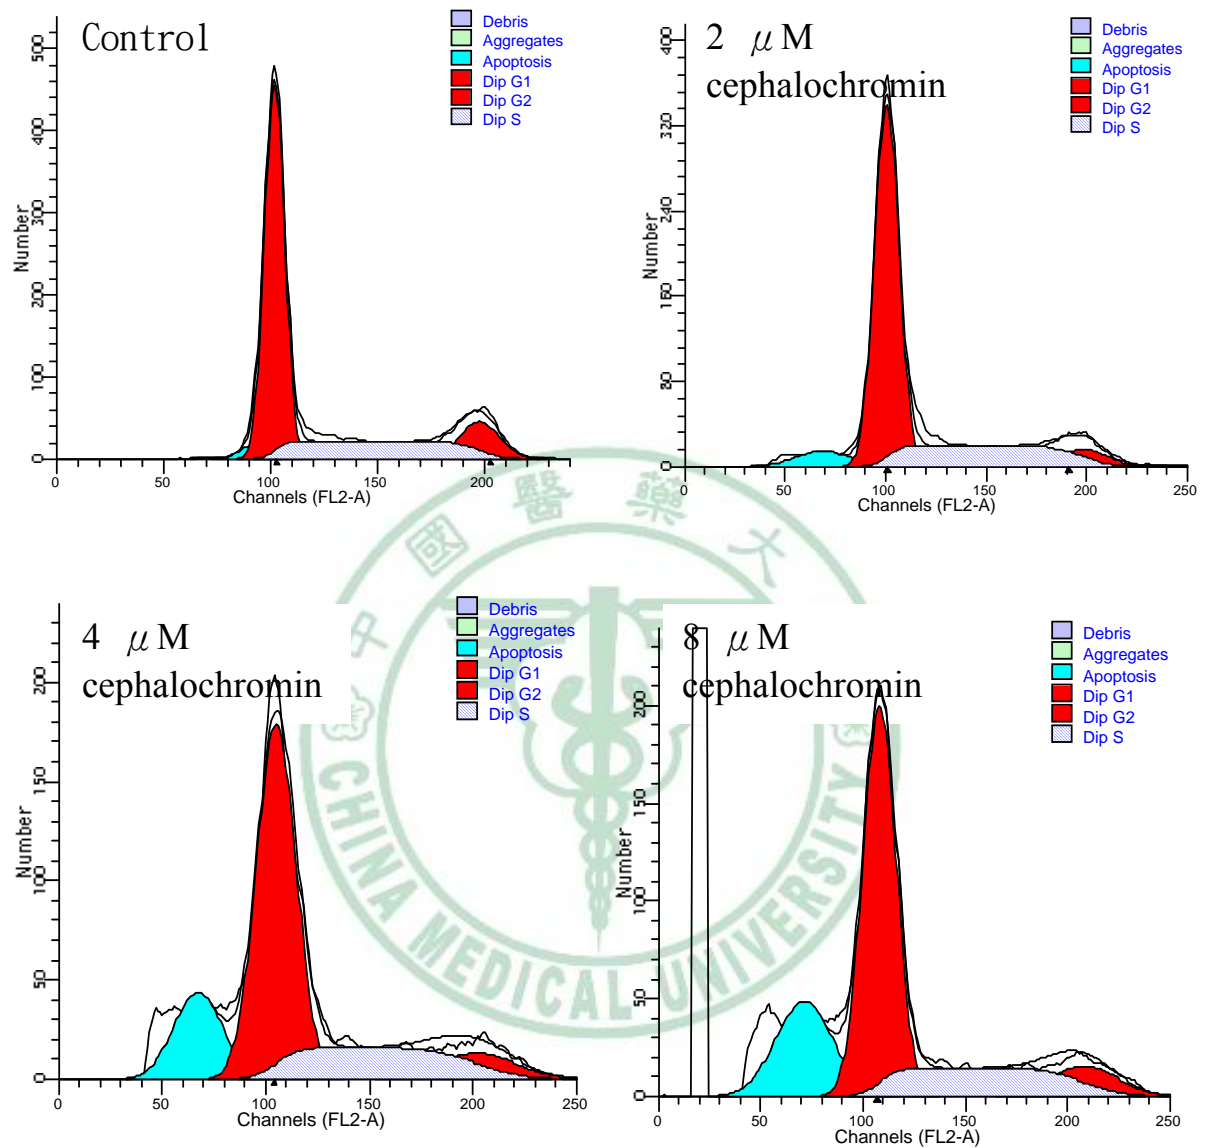 Control
Debris
Aggregates
Apoptosis
Dip G1
Dip G2
Dip S
Number
0 100 200 300 400 500
0 50 100 150 200
Channels (FL2-A)
2 μM
cephalochromin
Debris
Aggregates
Apoptosis
Dip G1
Dip G2
Dip S
Number
0 80 160 240 320 400
0 50 100 150 200 250
Channels (FL2-A)
中國醫藥大
CHINA MEDICAL UNIVERSITY
4 μM
cephalochromin
Debris
Aggregates
Apoptosis
Dip G1
Dip G2
Dip S
Number
0 50 100 150 200
0 50 100 150 200 250
Channels (FL2-A)
8 μM
cephalochromin
Debris
Aggregates
Apoptosis
Dip G1
Dip G2
Dip S
Number
0 50 100 150 200
0 50 100 150 200 250
Channels (FL2-A)